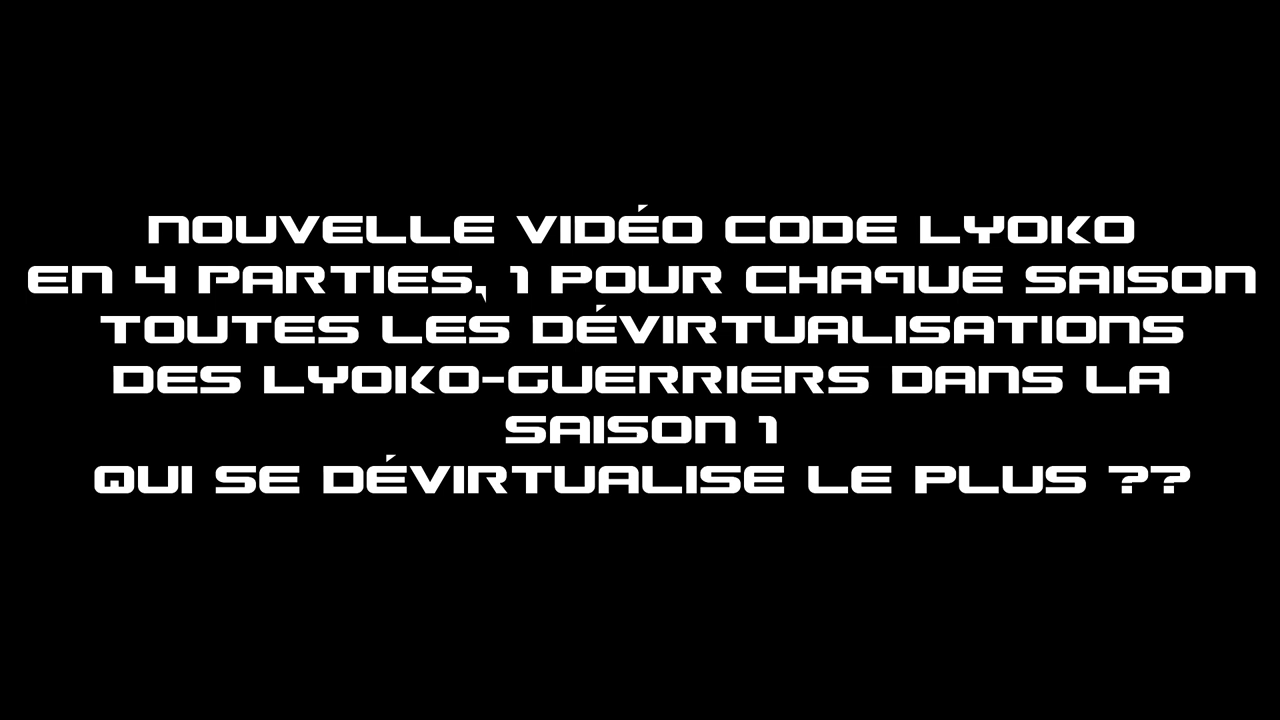 NOUVELLE VIDÉO CODE LYOKO
EN 4 PARTIES, 1 POUR CHAQUE SAISON
TOUTES LES DÉVIRTUALISATIONS
DES LYOKO-GUERRIERS DANS LA
SAISON 1
QUI SE DÉVIRTUALISE LE PLUS ??